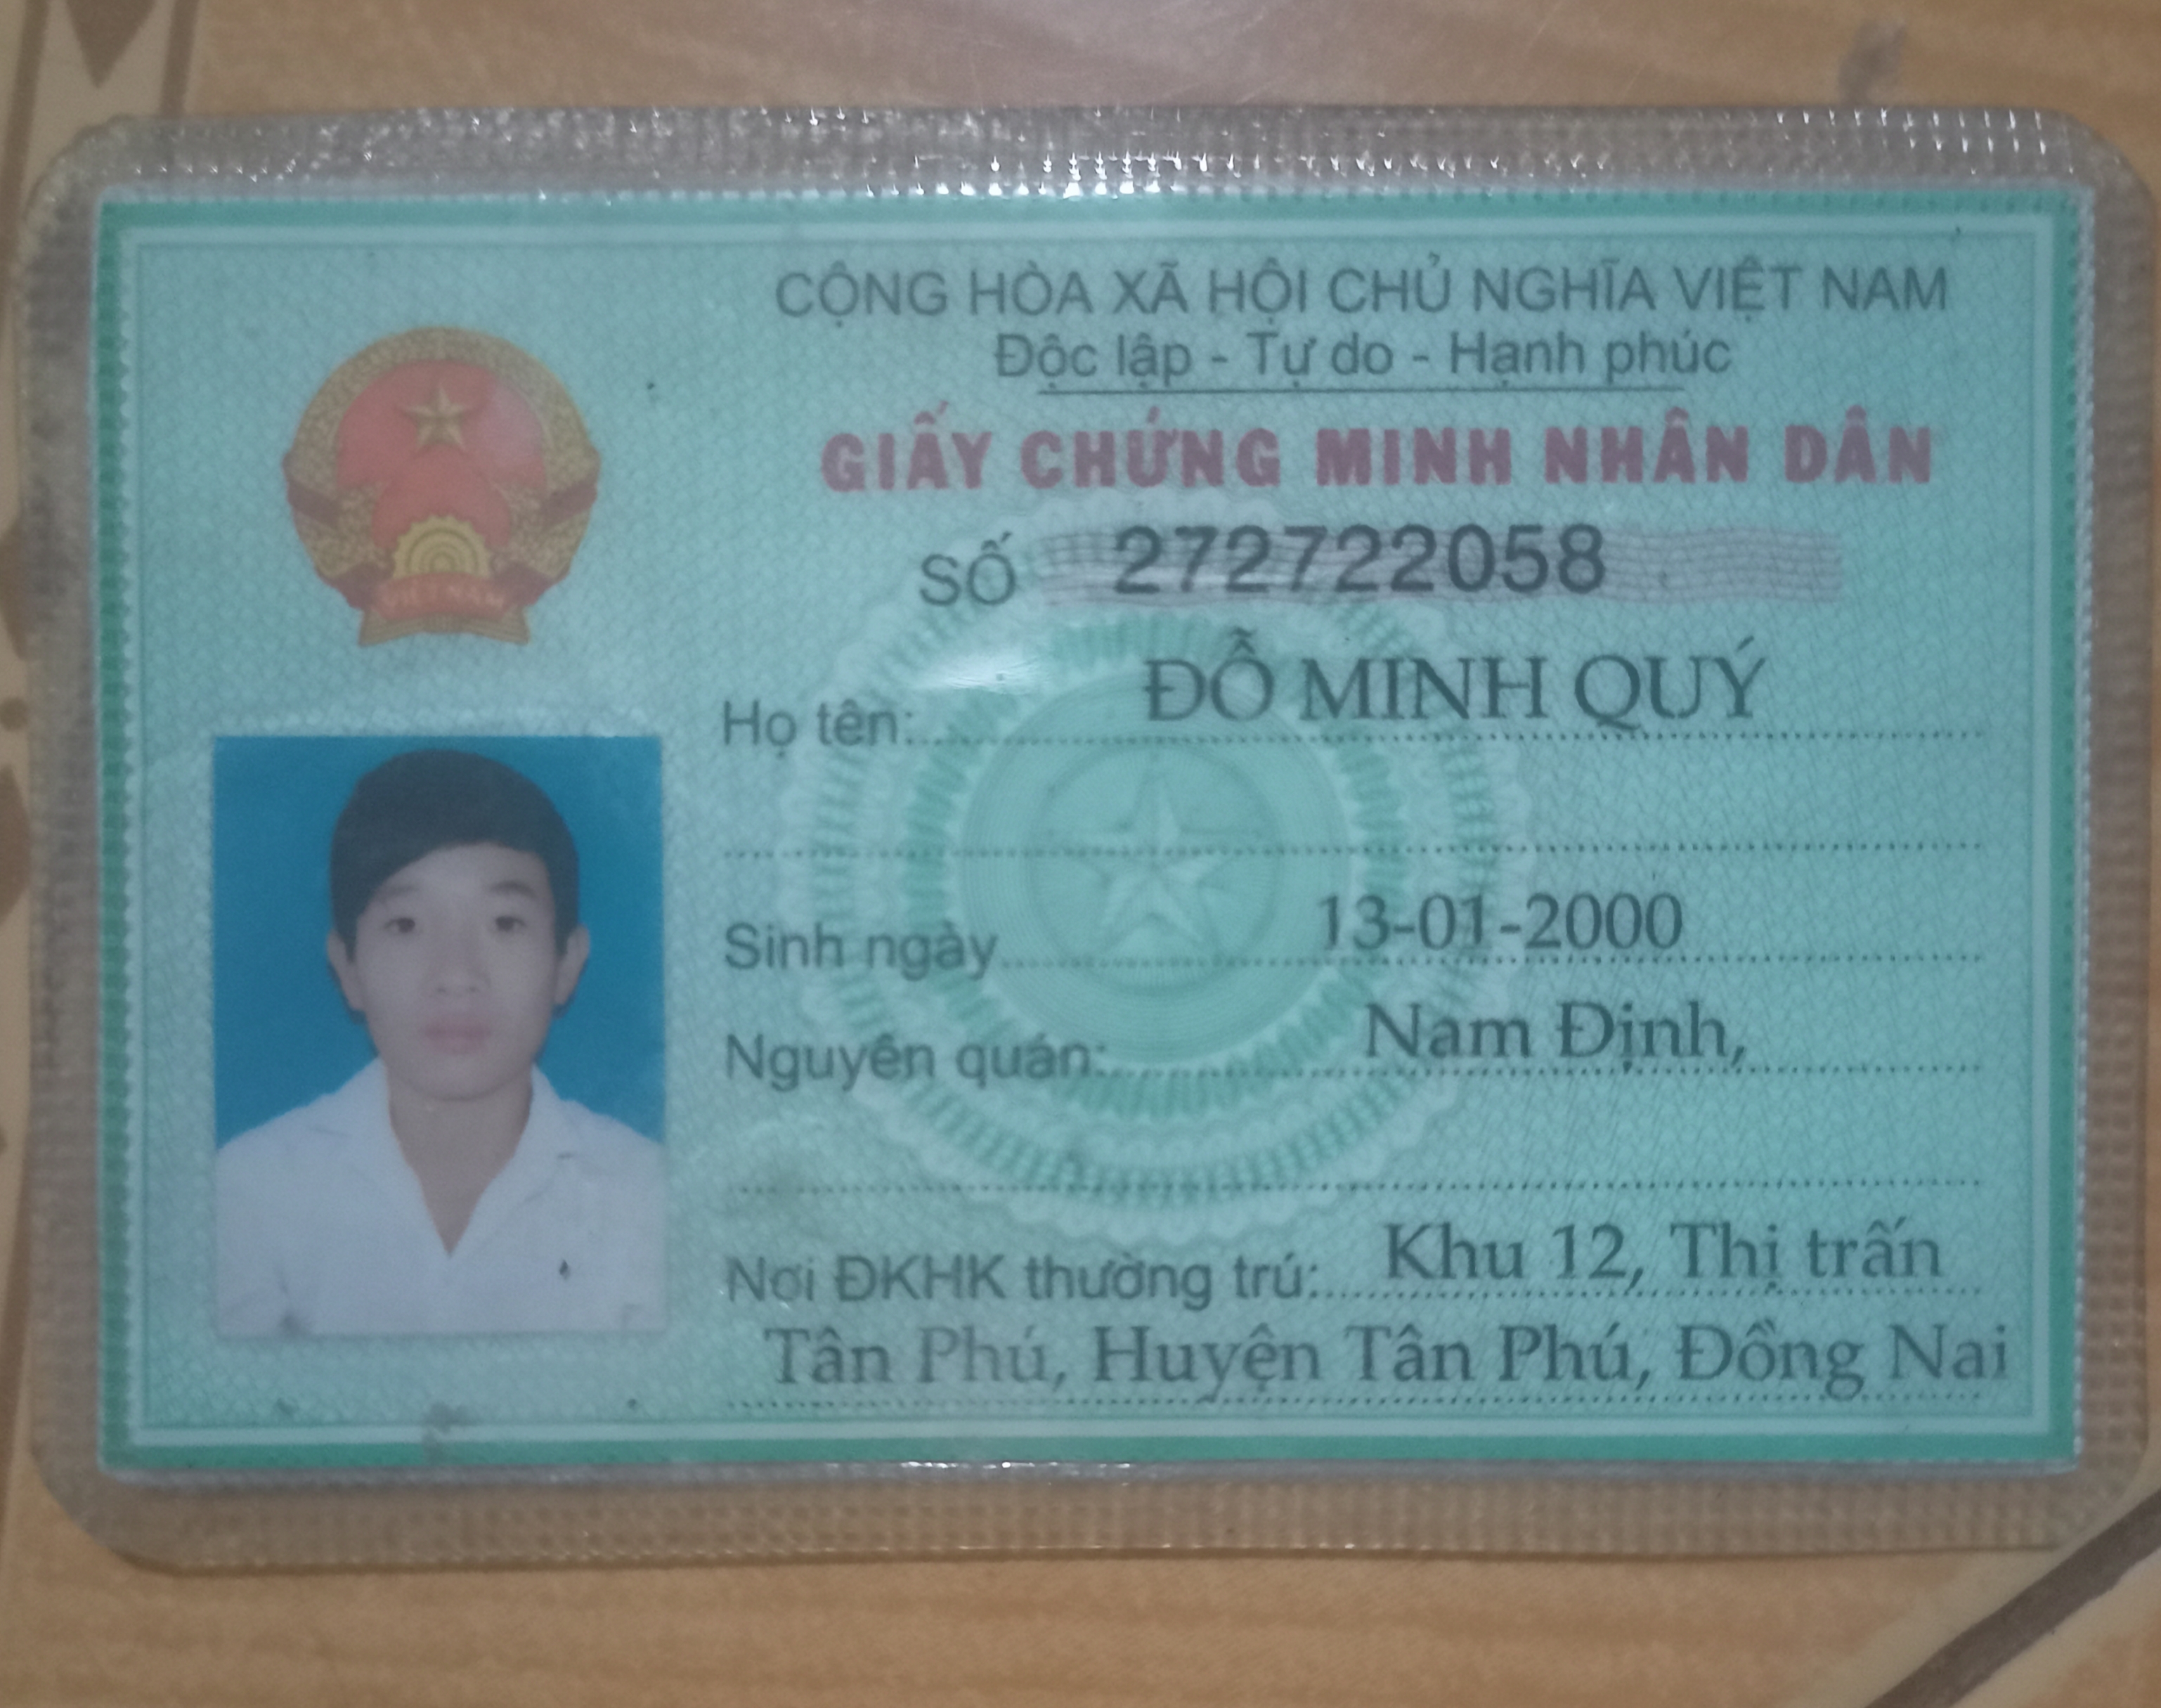 CỘNG HÒA XÃ HỘI CHỦ NGHĨA VIỆT NAM
Độc lập - Tự do - Hạnh phúc
GIẤY CHỨNG MINH NHÂN DÂN
SỐ 272722058
Họ tên: ĐỖ MINH QUÝ
Sinh ngày 13-01-2000
Nguyên quán: Nam Định,
Nơi ĐKHK thường trú: Khu 12, Thị trấn
Tân Phú, Huyện Tân Phú, Đồng Nai
VIỆT NAM